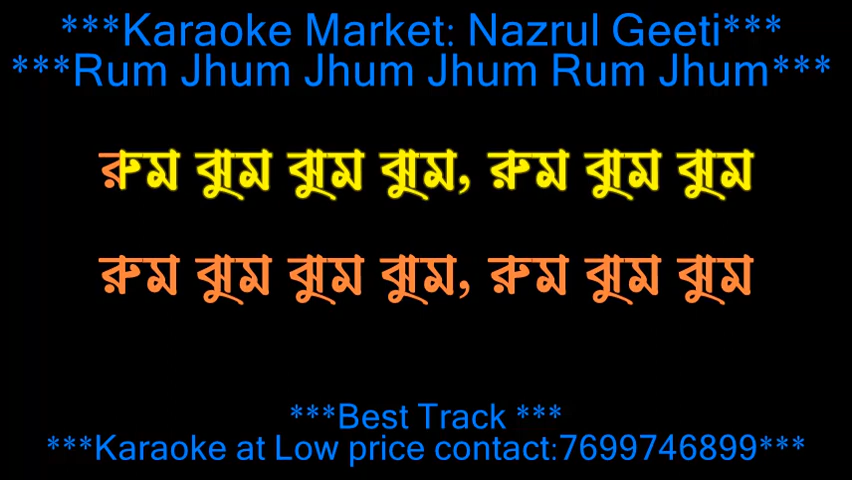 ***Karaoke Market: Nazrul Geeti***
***Rum Jhum Jhum Jhum Rum Jhum***
রুম ঝুম ঝুম ঝুম, রুম ঝুম ঝুম
রুম ঝুম ঝুম ঝুম, রুম ঝুম ঝুম
***Best Track ***
***Karaoke at Low price contact:7699746899***